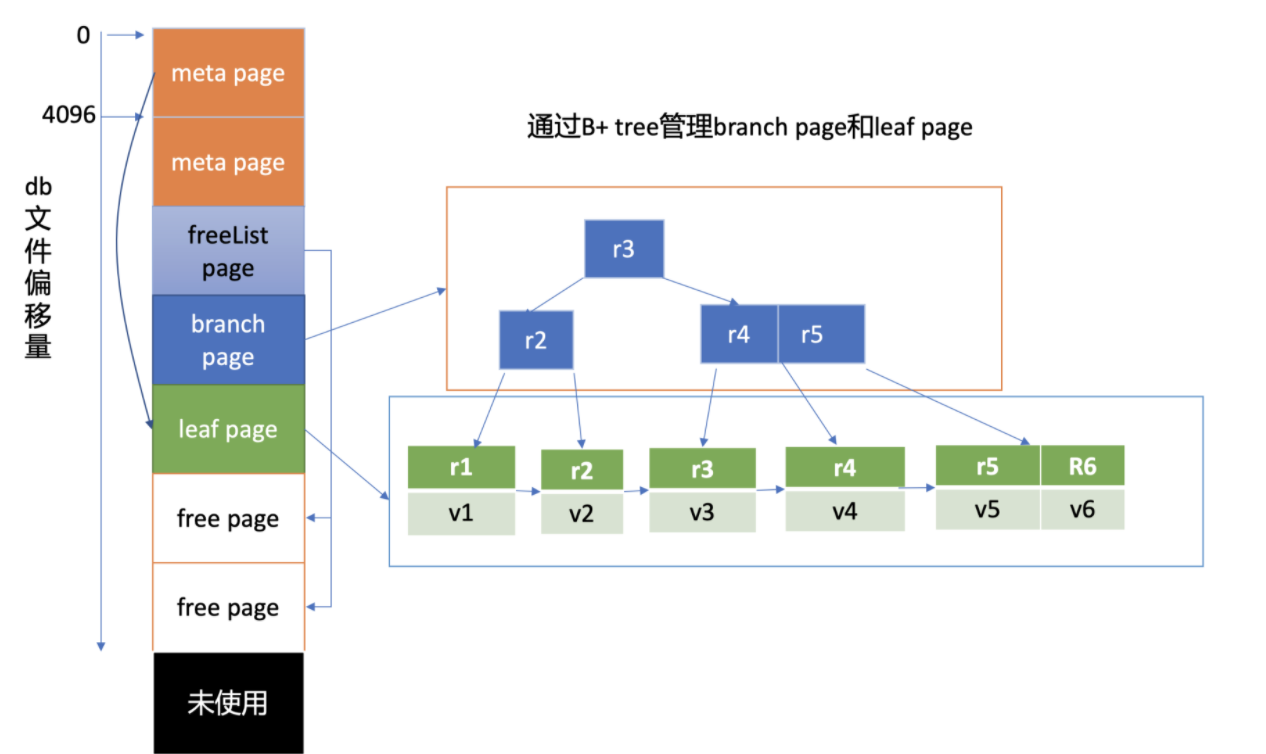 0
meta page
4096
meta page
db
文
件
偏
移
量
freeList
page
branch
page
leaf page
free page
free page
未使用
通过B+ tree管理branch page和leaf page
r3
r2
r4 r5
r1 r2 r3 r4 r5 R6
v1 v2 v3 v4 v5 v6